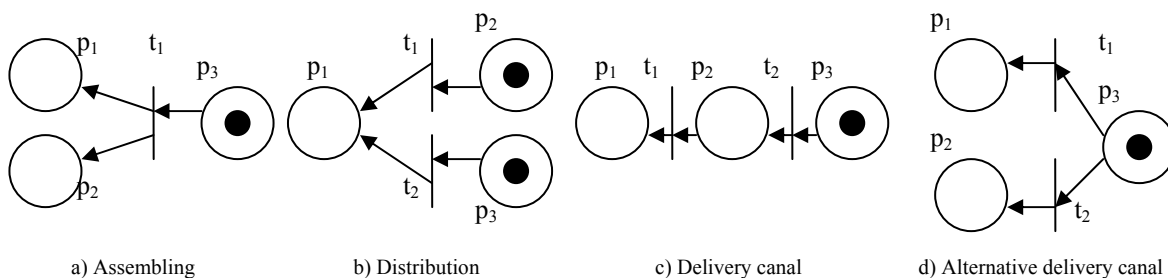 p1 t1 p3 p2
p1 t1 p2 t2 p3
p1 t1 p2 t2 p3
p1 t1 p3 p2 t2
a) Assembling b) Distribution c) Delivery canal d) Alternative delivery canal